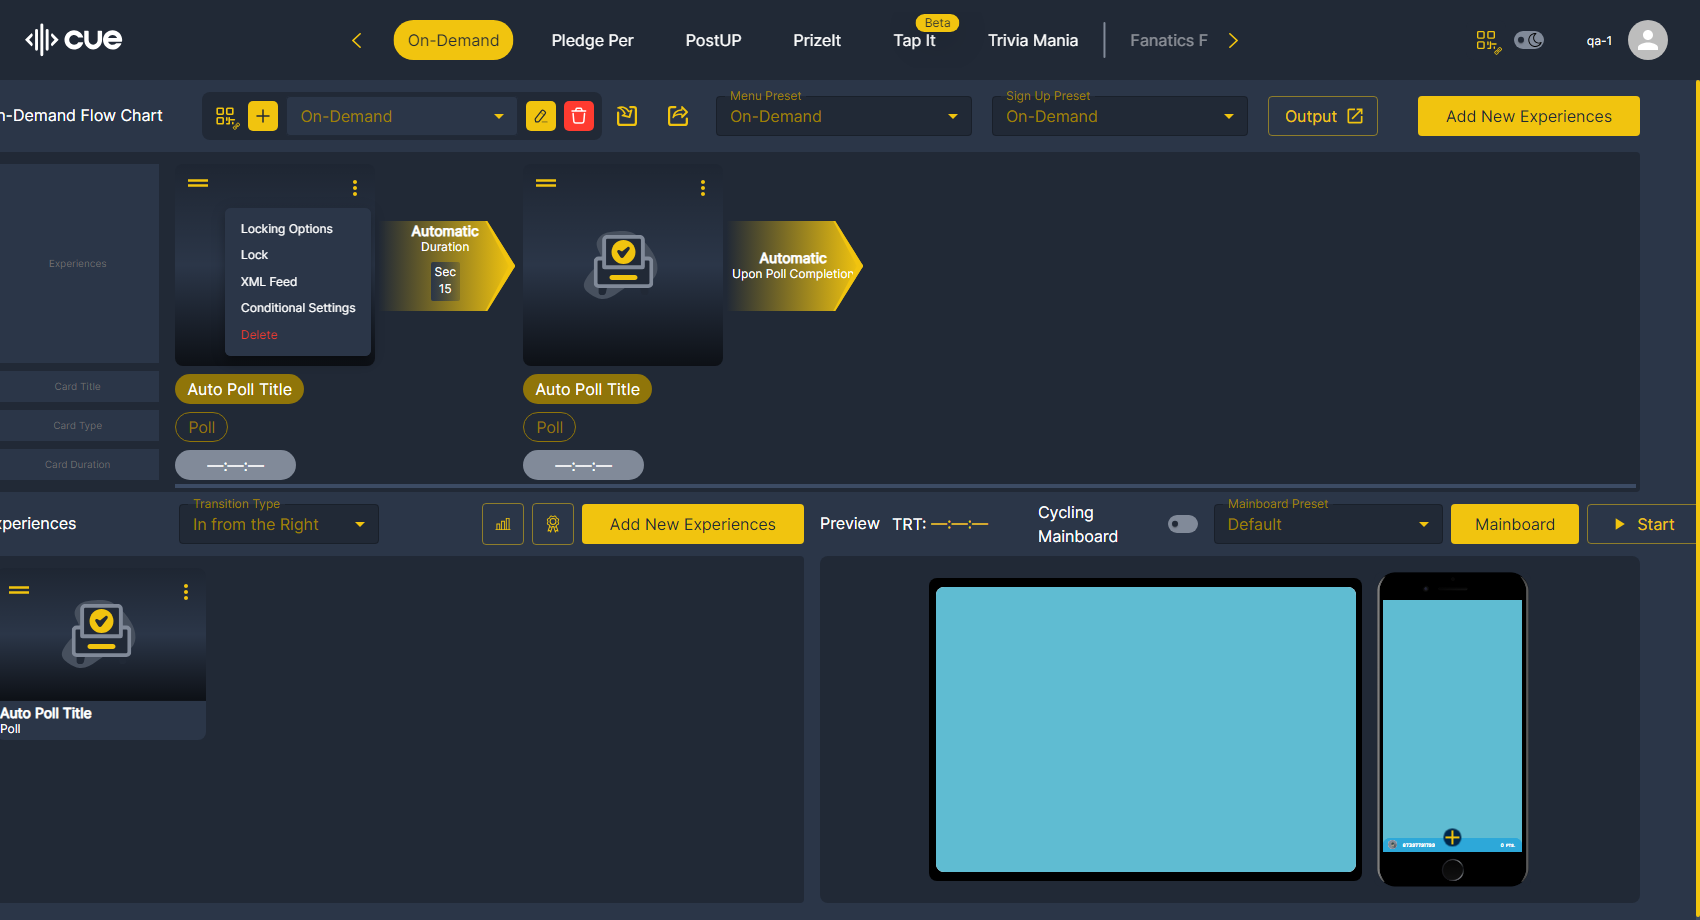 cue
On-Demand
Pledge Per
PostUP
PrizeIt
Beta
Tap It
Trivia Mania
Fanatics F
qa-1
n-Demand Flow Chart
On-Demand
Menu Preset
On-Demand
Sign Up Preset
On-Demand
Output
Add New Experiences
Experiences
Card Title
Card Type
Card Duration
Locking Options
Lock
XML Feed
Conditional Settings
Delete
Automatic
Duration
Sec
15
Automatic
Upon Poll Completion
Auto Poll Title
Poll
—:—:—
Auto Poll Title
Poll
—:—:—
xperiences
Transition Type
In from the Right
Add New Experiences
Preview
TRT: —:—:—
Cycling
Mainboard
Mainboard Preset
Default
Mainboard
Start
Auto Poll Title
Poll
0 Pts.